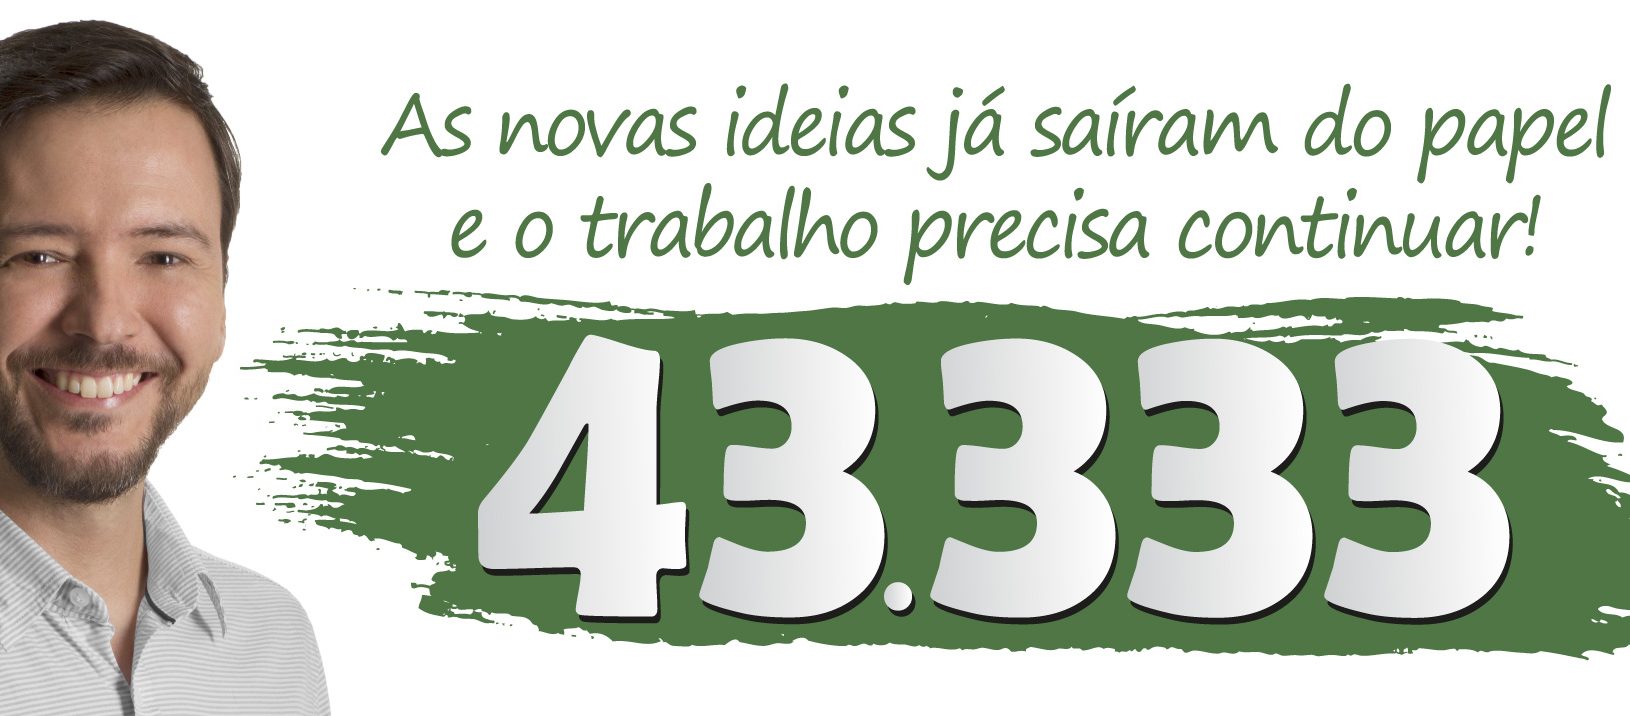 As novas ideias já saíram do papel
e o trabalho precisa continuar!
43.333